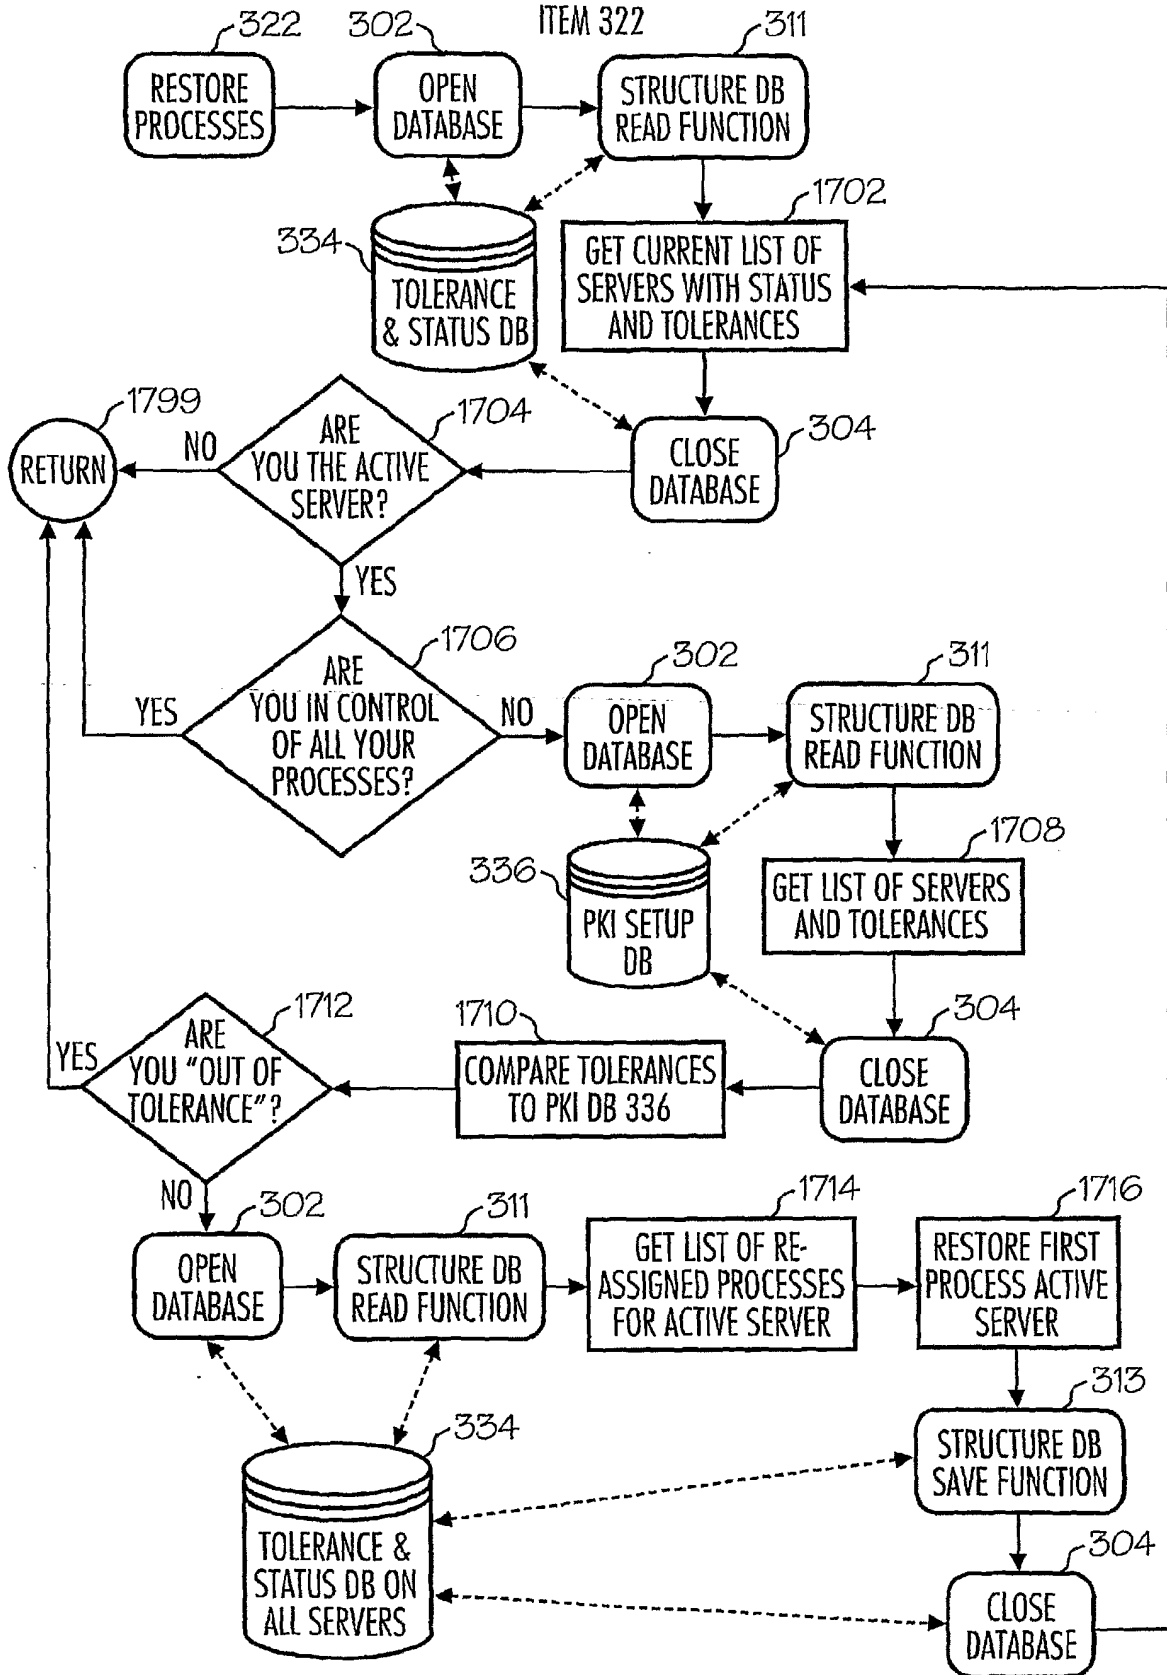 ITEM 322
322
302
311
RESTORE
PROCESSES
OPEN
DATABASE
STRUCTURE DB
READ FUNCTION
1702
334
TOLERANCE
& STATUS DB
GET CURRENT LIST OF
SERVERS WITH STATUS
AND TOLERANCES
1799
RETURN
NO
1704
ARE
YOU THE ACTIVE
SERVER?
304
CLOSE
DATABASE
YES
1706
ARE
YOU IN CONTROL
OF ALL YOUR
PROCESSES?
YES
NO
302
OPEN
DATABASE
311
STRUCTURE DB
READ FUNCTION
336
PKI SETUP
DB
1708
GET LIST OF SERVERS
AND TOLERANCES
304
CLOSE
DATABASE
1710
COMPARE TOLERANCES
TO PKI DB 336
1712
ARE
YOU "OUT OF
TOLERANCE"?
YES
NO
302
OPEN
DATABASE
311
STRUCTURE DB
READ FUNCTION
1714
GET LIST OF RE-
ASSIGNED PROCESSES
FOR ACTIVE SERVER
1716
RESTORE FIRST
PROCESS ACTIVE
SERVER
313
STRUCTURE DB
SAVE FUNCTION
334
TOLERANCE &
STATUS DB ON
ALL SERVERS
304
CLOSE
DATABASE